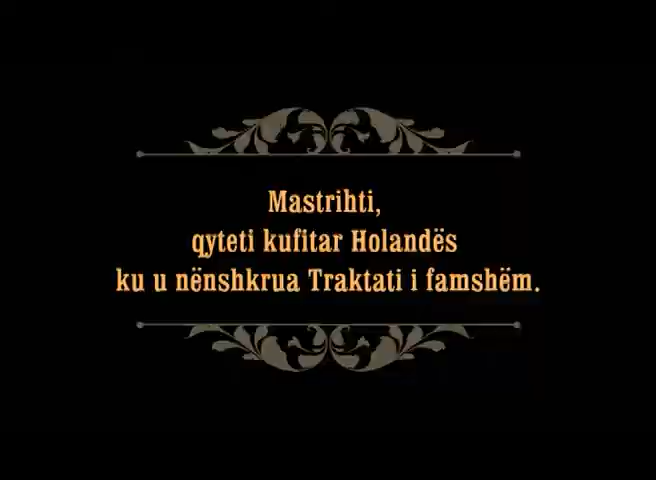 Mastrihti,
qyteti kufitar Holandës
ku u nënshkrua Traktati i famshëm.